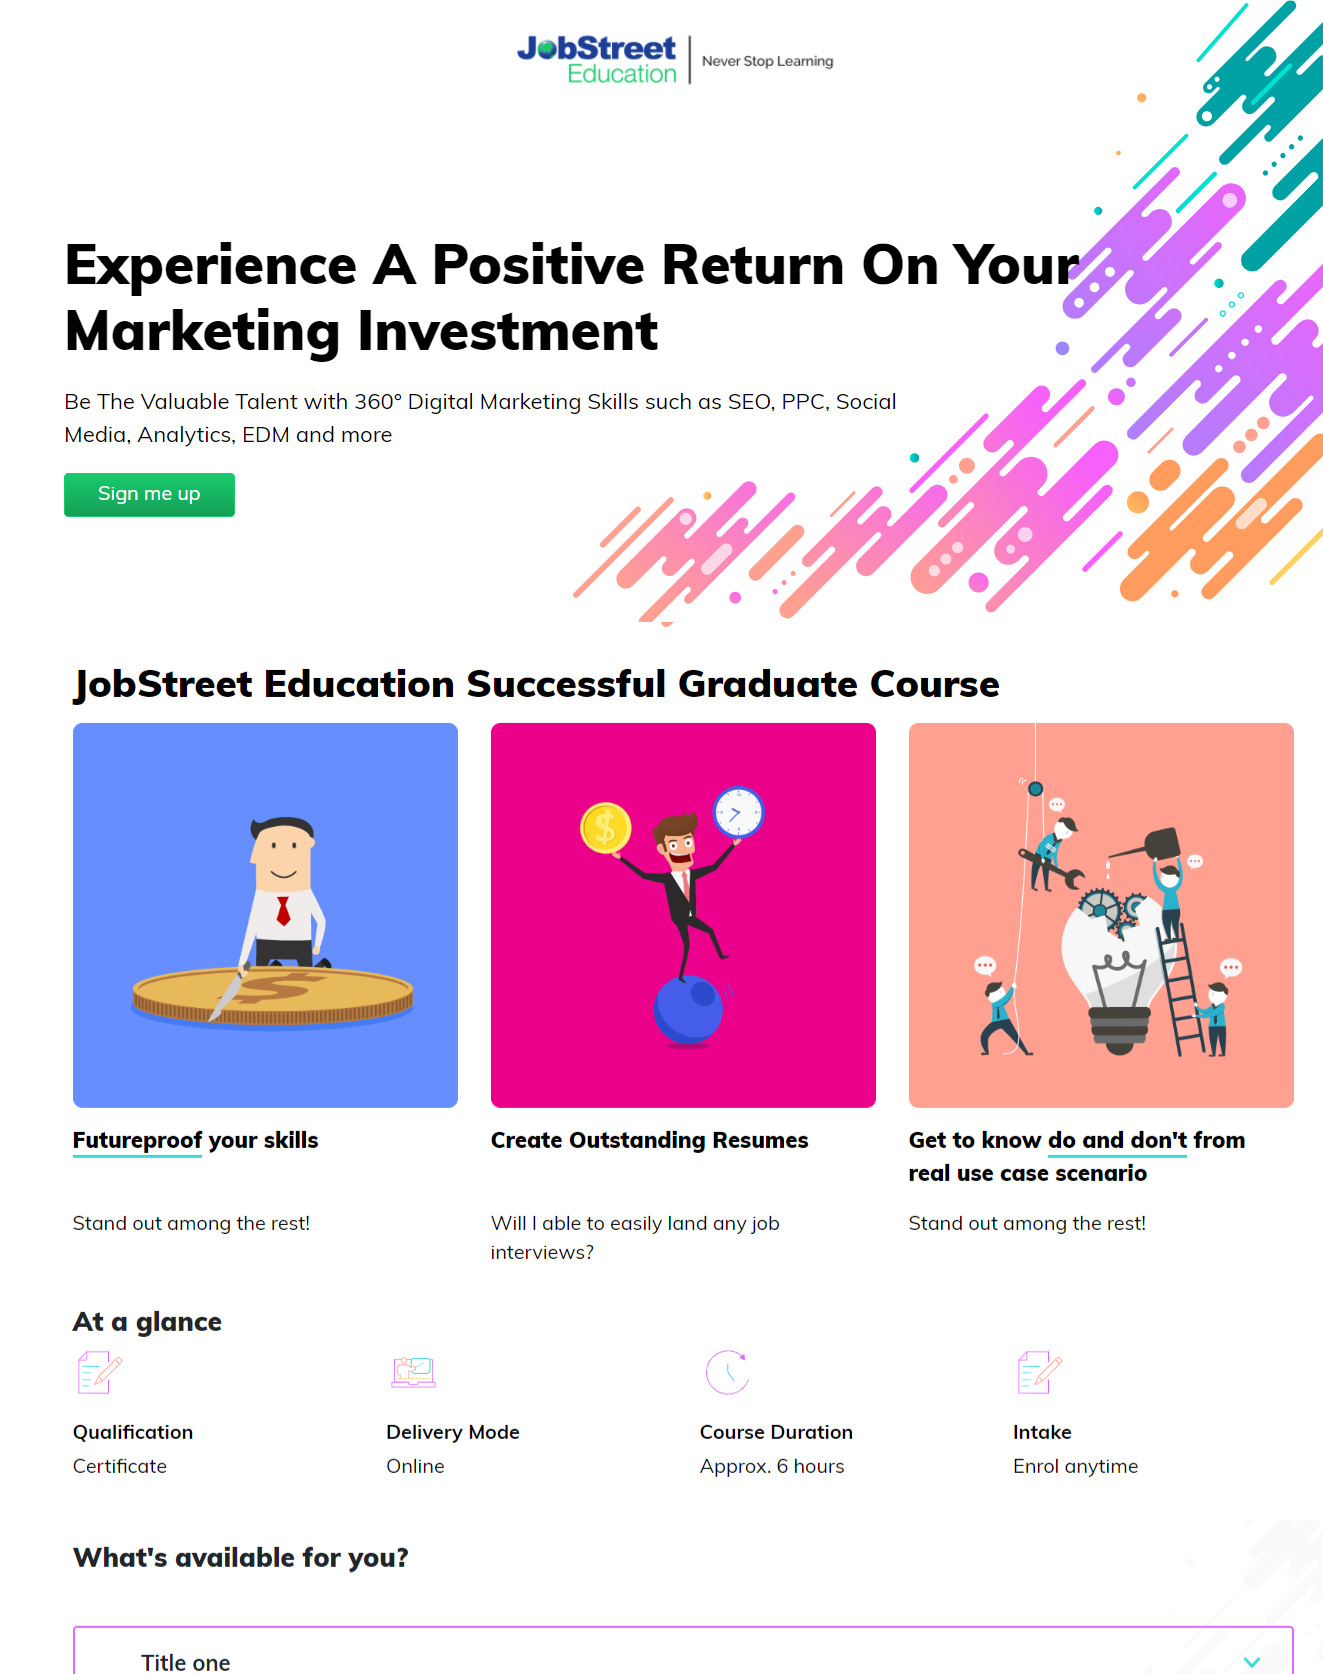 JobStreet
Education
Never Stop Learning
Experience A Positive Return On Your
Marketing Investment
Be The Valuable Talent with 360° Digital Marketing Skills such as SEO, PPC, Social
Media, Analytics, EDM and more
Sign me up
JobStreet Education Successful Graduate Course
Futureproof your skills
Stand out among the rest!
Create Outstanding Resumes
Will I able to easily land any job
interviews?
Get to know do and don't from
real use case scenario
Stand out among the rest!
At a glance
Qualification
Certificate
Delivery Mode
Online
Course Duration
Approx. 6 hours
Intake
Enrol anytime
What's available for you?
Title one